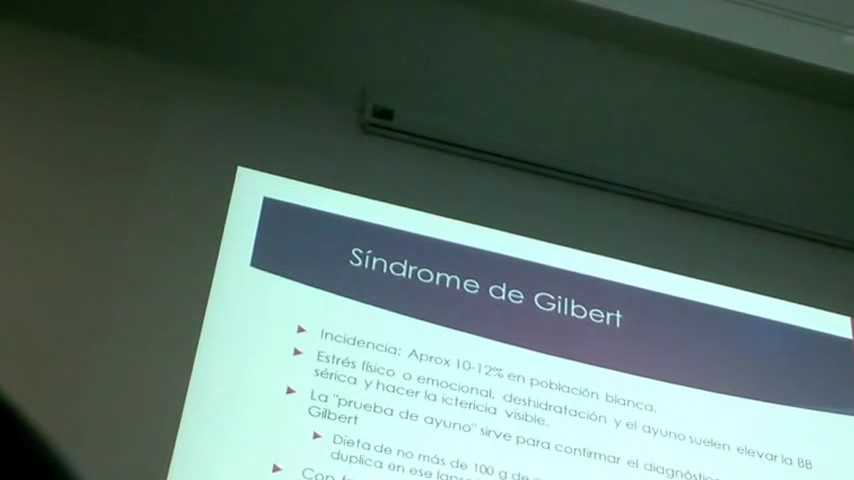 Síndrome de Gilbert
Incidencia: Aprox 10-12% en población blanca.
Estrés físico o emocional, deshidratación y el ayuno suelen elevar la BB
sérica y hacer la ictericia visible.
La "prueba de ayuno" sirve para confirmar el
Gilbert
Dieta de no más de 100 g de
duplica en ese
Con